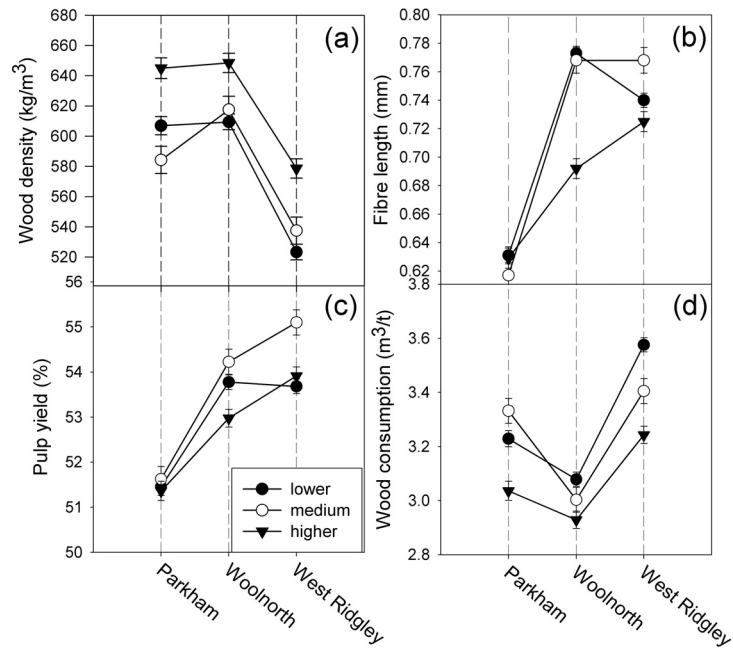 (a)
Wood density (kg/m³)
680
660
640
620
600
580
560
540
520
(b)
Fibre length (mm)
0.80
0.78
0.76
0.74
0.72
0.70
0.68
0.66
0.64
0.62
(c)
Pulp yield (%)
56
55
54
53
52
51
50
lower
medium
higher
Parkham
Woolnorth
West Ridgley
(d)
Wood consumption (m³/t)
3.8
3.6
3.4
3.2
3.0
2.8
Parkham
Woolnorth
West Ridgley